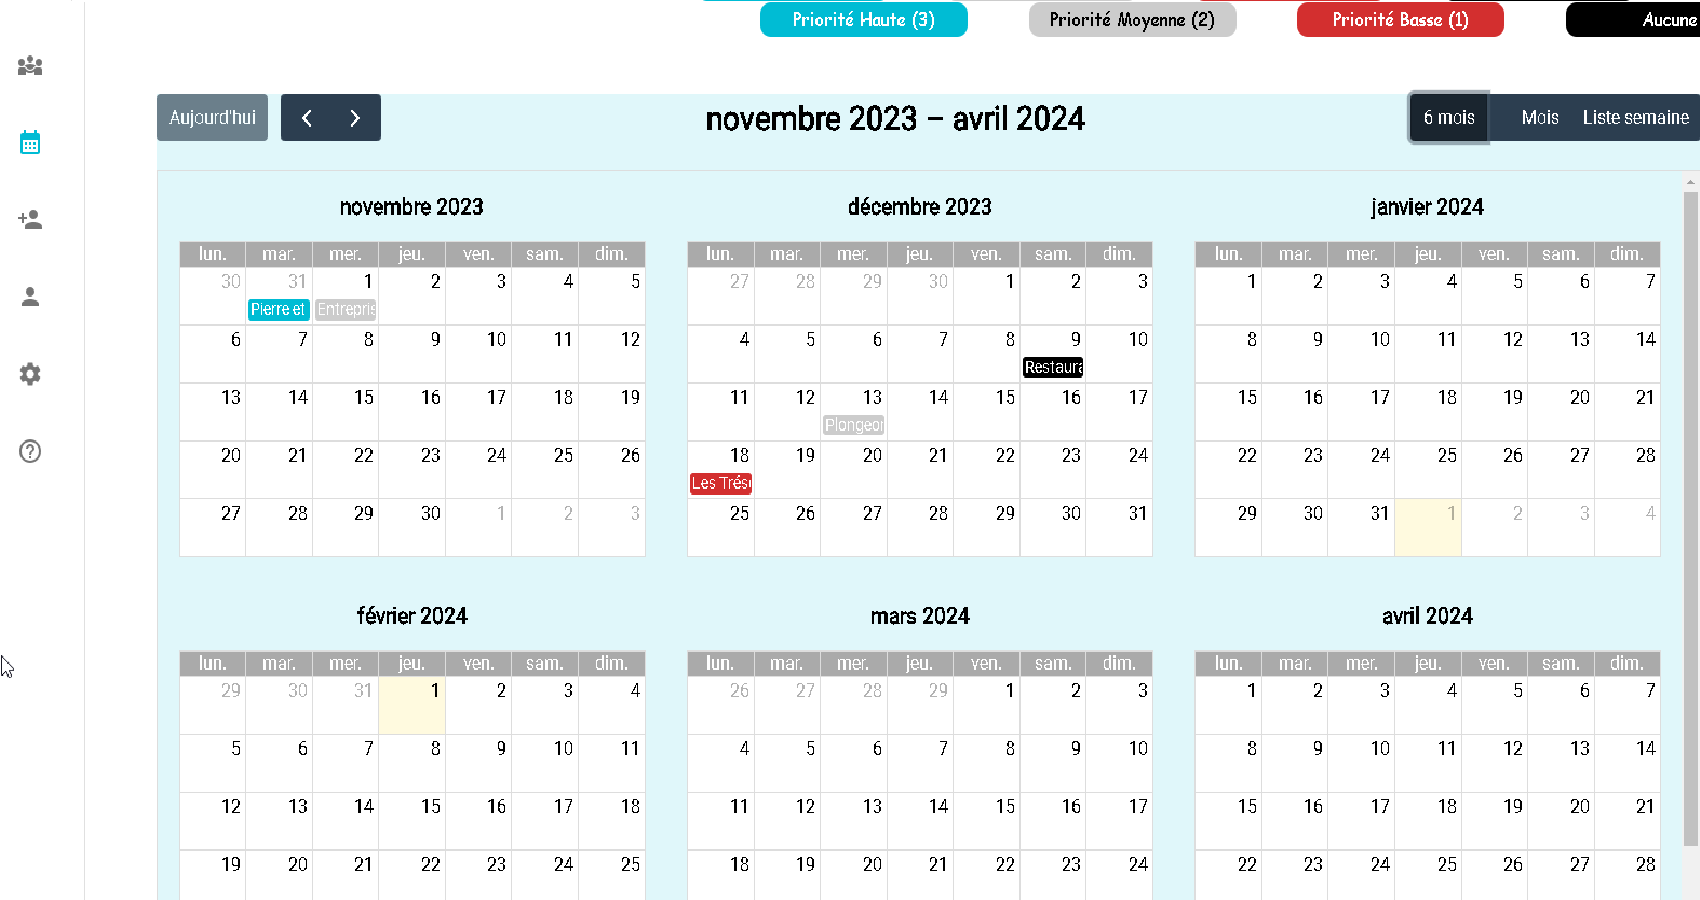 Priorité Haute (3) Priorité Moyenne (2) Priorité Basse (1) Aucune
Aujourd'hui novembre 2023 – avril 2024 6 mois Mois Liste semaine
novembre 2023
lun. mar. mer. jeu. ven. sam. dim.
30 31 1 2 3 4 5
Pierre et Entrepris
6 7 8 9 10 11 12
13 14 15 16 17 18 19
20 21 22 23 24 25 26
27 28 29 30 1 2 3
décembre 2023
lun. mar. mer. jeu. ven. sam. dim.
27 28 29 30 1 2 3
4 5 6 7 8 9 10
Restaura
11 12 13 14 15 16 17
Plongeon
18 19 20 21 22 23 24
Les Trés
25 26 27 28 29 30 31
janvier 2024
lun. mar. mer. jeu. ven. sam. dim.
1 2 3 4 5 6 7
8 9 10 11 12 13 14
15 16 17 18 19 20 21
22 23 24 25 26 27 28
29 30 31 1 2 3 4
février 2024
lun. mar. mer. jeu. ven. sam. dim.
29 30 31 1 2 3 4
5 6 7 8 9 10 11
12 13 14 15 16 17 18
19 20 21 22 23 24 25
mars 2024
lun. mar. mer. jeu. ven. sam. dim.
26 27 28 29 1 2 3
4 5 6 7 8 9 10
11 12 13 14 15 16 17
18 19 20 21 22 23 24
avril 2024
lun. mar. mer. jeu. ven. sam. dim.
1 2 3 4 5 6 7
8 9 10 11 12 13 14
15 16 17 18 19 20 21
22 23 24 25 26 27 28